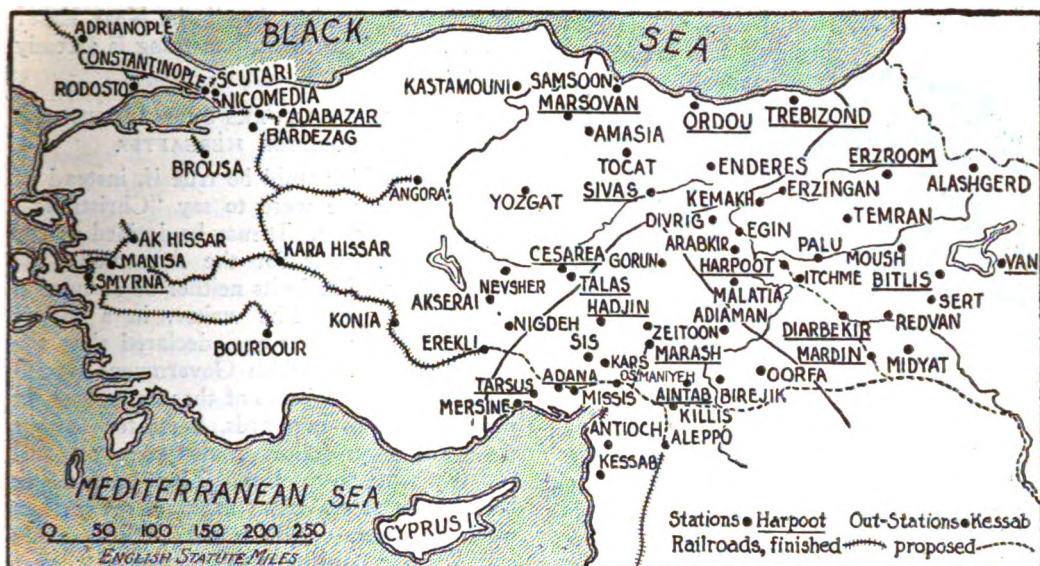 BLACK SEA
ADRIANOPLE
CONSTANTINOPLE
SCUTARI
RODOSTO
NICOMEDIA
ADABAZAR
BARDEZAG
BROUSA
KASTAMOUNI
SAMSOON
MARSOVAN
AMASIA
TOCAT
ORDOU
TREBIZOND
ENDERES
ERZROOM
ALASHGERD
ANGORA
YOZGAT
SIVAS
KEMAKH
ERZINGAN
DIVRIG
EGIN
TEMRAN
AK HISSAR
MANISA
SMYRNA
KARA HISSAR
CESAREA
GORUN
ARABKIR
PALU
MOUSH
VAN
HARPOOT
ITCHME
BITLIS
NEVSHER
TALAS
AKSERAI
HADJIN
MALATIA
SERT
BOURDOUR
KONIA
NIGDEH
ZEITOON
ADIAMAN
DIARBEKIR
REDVAN
EREKLI
SIS
KARS
MARASH
MARDIN
MIDYAT
OSMANIYEH
OORFA
TARSUS
ADANA
MISSIS
AINTAB
BIREJIK
MERSINE
KILLIS
ANTIOCH
ALEPPO
KESSAB
MEDITERRANEAN SEA
CYPRUS I.
0 50 100 150 200 250
ENGLISH STATUTE MILES
Stations Harpoot Out-Stations Kessab
Railroads, finished proposed